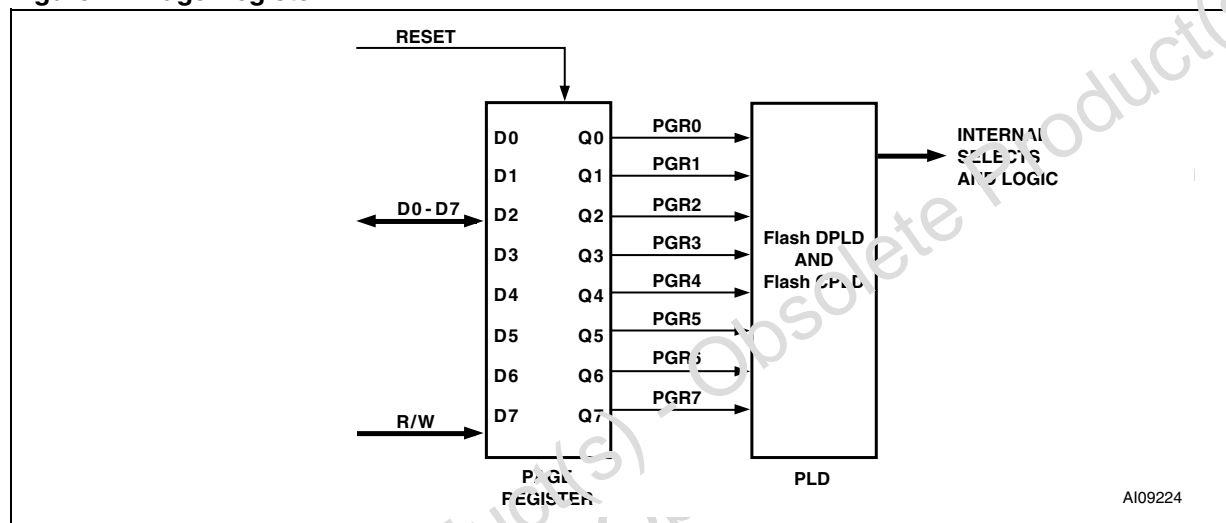 RESET
D0 Q0 PGR0
D1 Q1 PGR1
D0-D7 D2 Q2 PGR2
D3 Q3 PGR3
D4 Q4 PGR4
D5 Q5 PGR5
D6 Q6
R/W D7 Q7 PGR7
Flash DPLD
AND
Flash CPLD
INTERNAL
SELECTS
AND LOGIC
PAGE
REGISTER
PLD
AI09224
Obsolete Product(